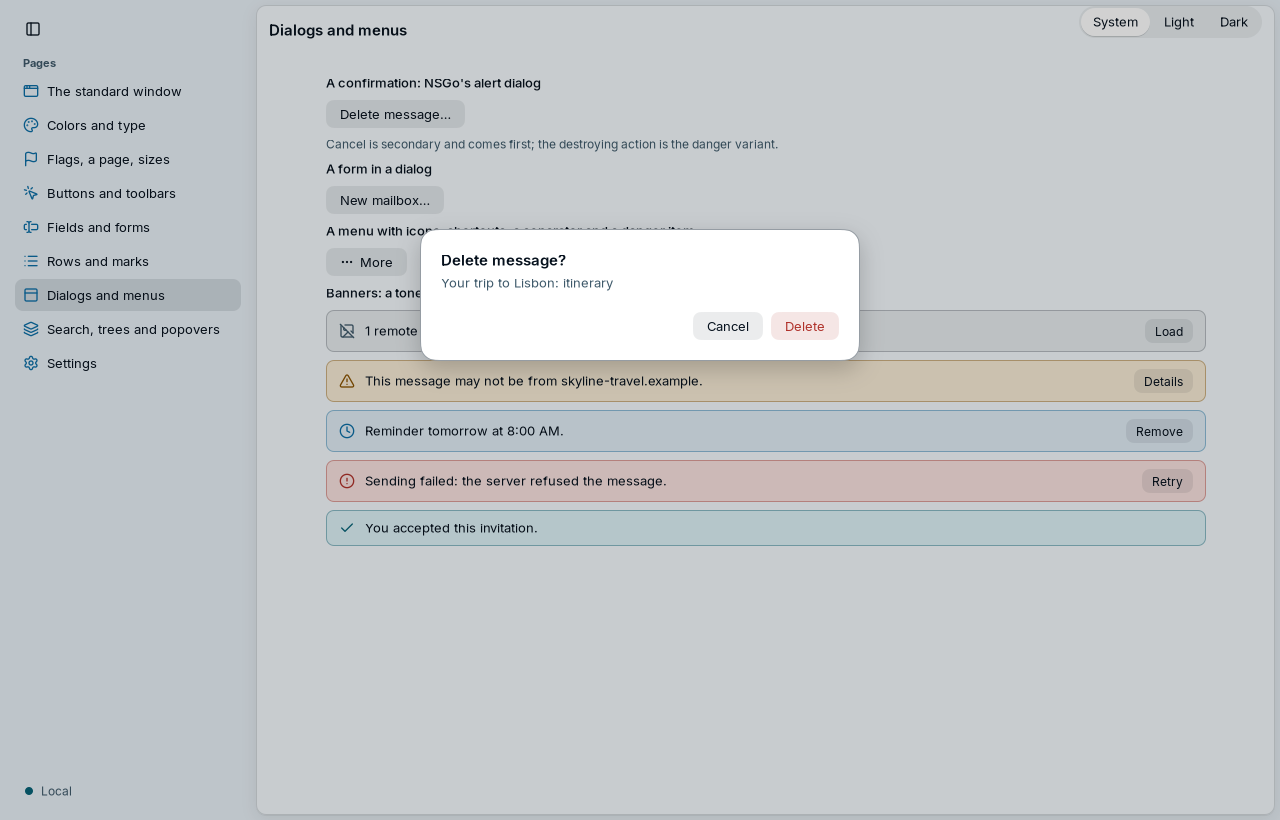 Dialogs and menus
System
Light
Dark
Pages
The standard window
Colors and type
Flags, a page, sizes
Buttons and toolbars
Fields and forms
Rows and marks
Dialogs and menus
Search, trees and popovers
Settings
Local
A confirmation: NSGo's alert dialog
Delete message...
Cancel is secondary and comes first; the destroying action is the danger variant.
A form in a dialog
New mailbox...
A menu with
More
Banners: a tone
Delete message?
Your trip to Lisbon: itinerary
Cancel
Delete
1 remote
Load
This message may not be from skyline-travel.example.
Details
Reminder tomorrow at 8:00 AM.
Remove
Sending failed: the server refused the message.
Retry
You accepted this invitation.